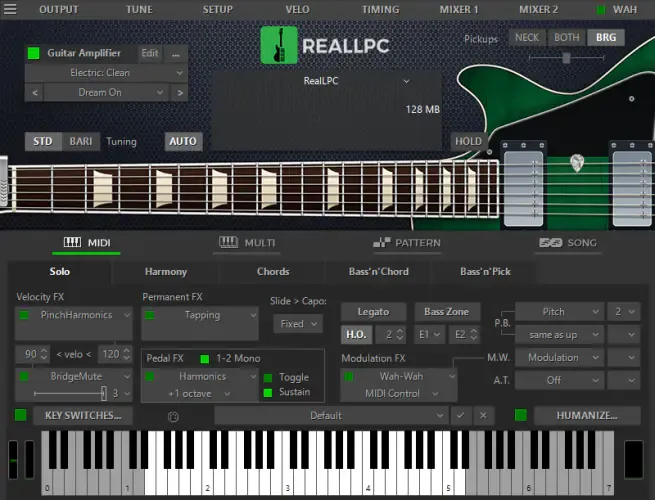 OUTPUT TUNE SETUP VELO TIMING MIXER 1 MIXER 2 WAH
Guitar Amplifier Edit ...
REALLPC
Pickups NECK BOTH BRG
Electric: Clean
RealLPC
< Dream On >
128 MB
STD BARI Tuning AUTO HOLD
MIDI MULTI PATTERN SONG
Solo Harmony Chords Bass'n'Chord Bass'n'Pick
Velocity FX Permanent FX Slide > Capo: Legato Bass Zone Pitch 2
PinchHarmonics Tapping Fixed H.O. 2 E1 E2 P.B. same as up
90 < velo < 120 Pedal FX 1-2 Mono Modulation FX M.W. Modulation
BridgeMute Harmonics Toggle Wah-Wah A.T. Off
3 +1 octave Sustain MIDI Control
KEY SWITCHES... Default HUMANIZE...
0 1 2 3 4 5 6 7